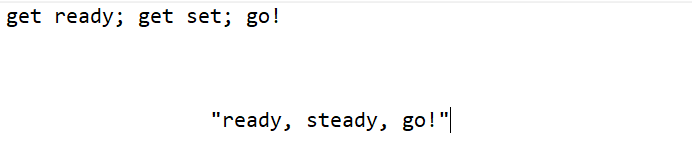 get ready; get set; go!
"ready, steady, go!"